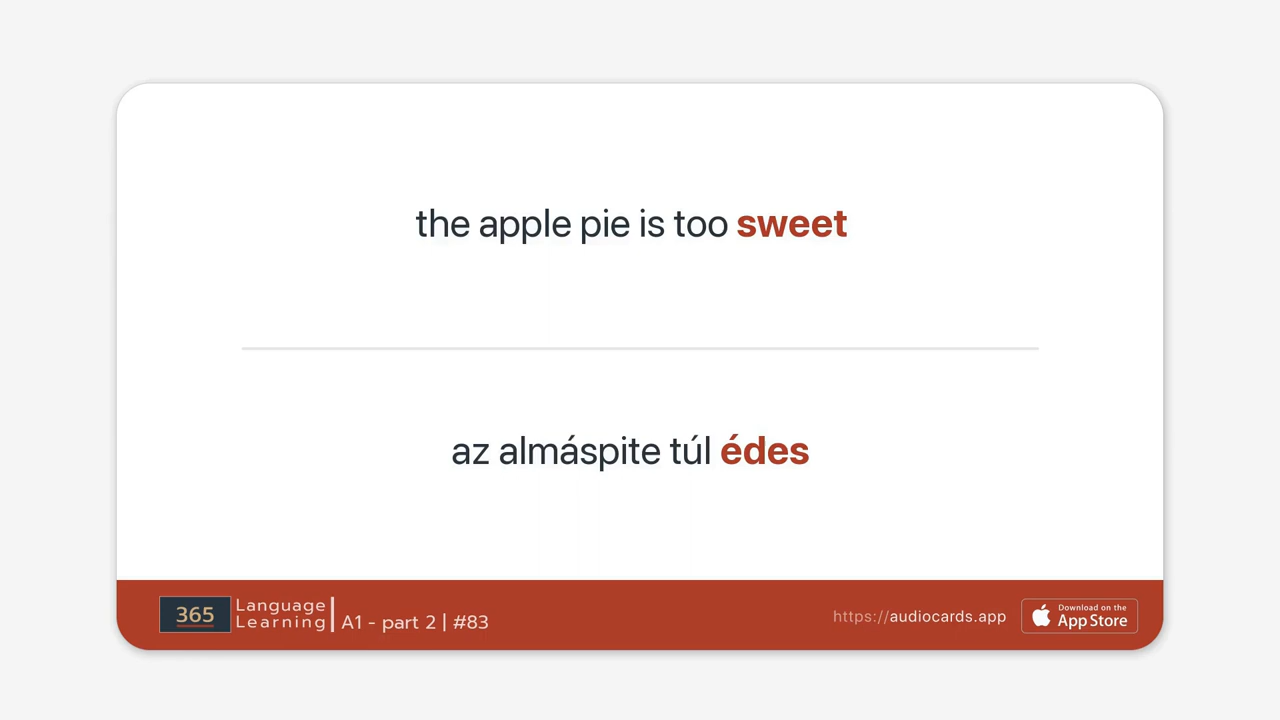 the apple pie is too sweet
az almáspite túl édes
365
Language
Learning
A1 - part 2 | #83
https://audiocards.app
Download on the
App Store